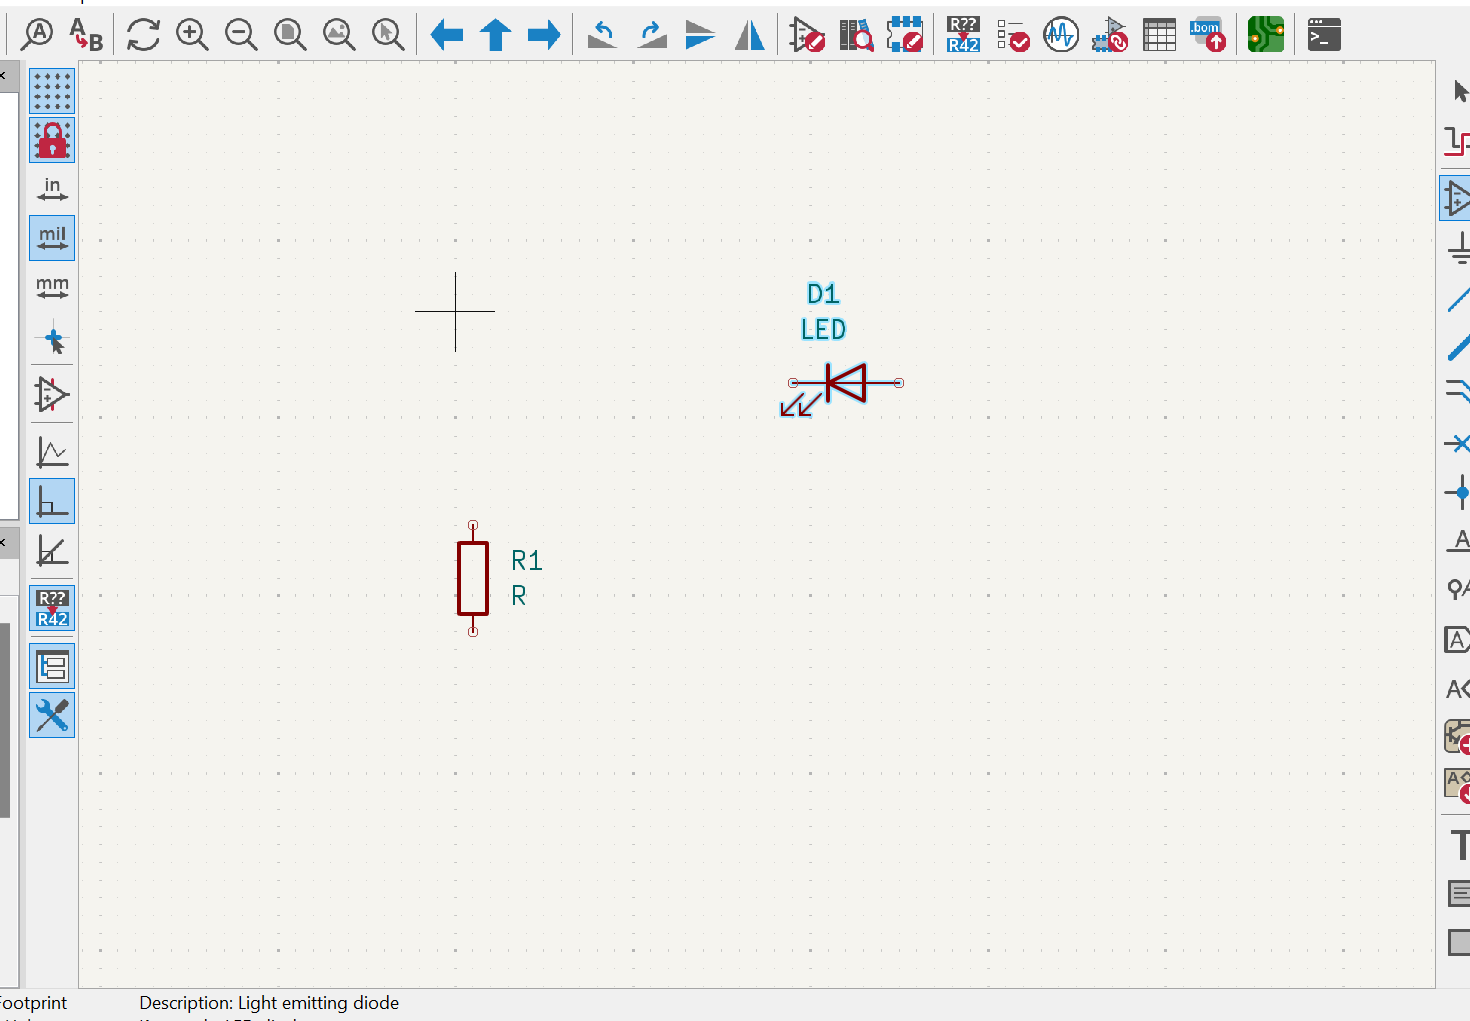 A
A
B
R??
R42
.bom
>_
in
mil
mm
D1
LED
R1
R
R??
R42
A
A
A
A
A
T
Footprint
Description: Light emitting diode